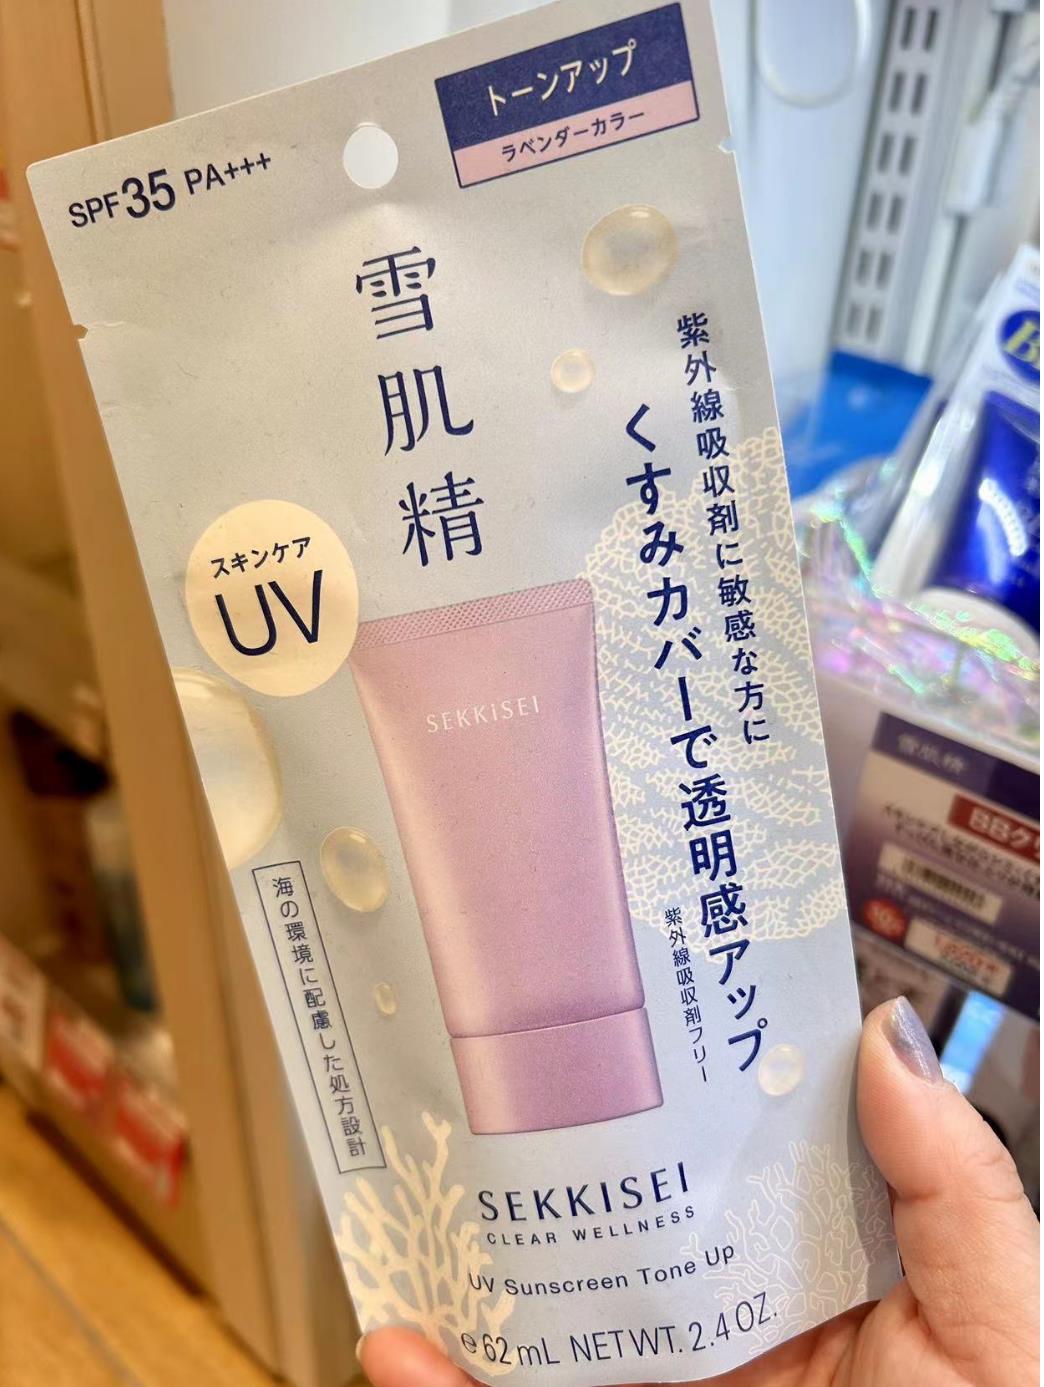 SPF35 PA+++
トーンアップ
ラベンダーカラー
雪肌精
紫外線吸収剤に敏感な方に
くすみカバーで透明感アップ
紫外線吸収剤フリー
スキンケア
UV
SEKKiSEI
海の環境に配慮した処方設計
SEKKISEI
CLEAR WELLNESS
UV Sunscreen Tone Up
℮62mL NET WT. 2.4 OZ.
雪肌精